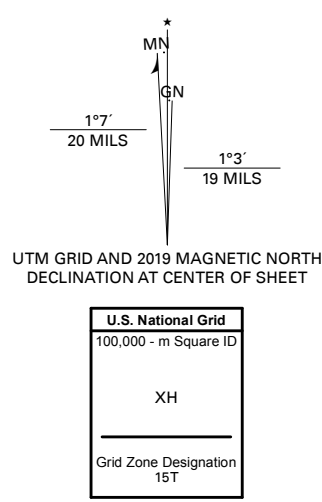 ★
MN
GN
1°7´
20 MILS
1°3´
19 MILS
UTM GRID AND 2019 MAGNETIC NORTH
DECLINATION AT CENTER OF SHEET
U.S. National Grid
100,000 - m Square ID
XH
Grid Zone Designation
15T